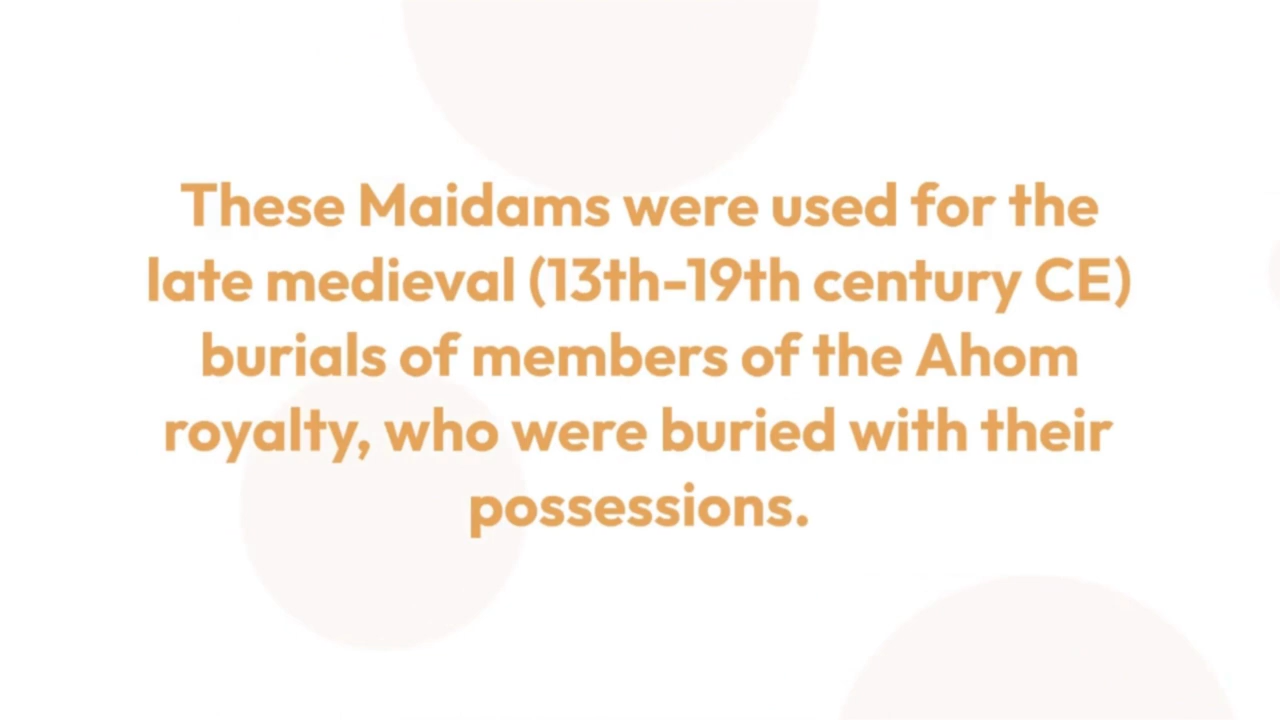 These Maidams were used for the
late medieval (13th-19th century CE)
burials of members of the Ahom
royalty, who were buried with their
possessions.